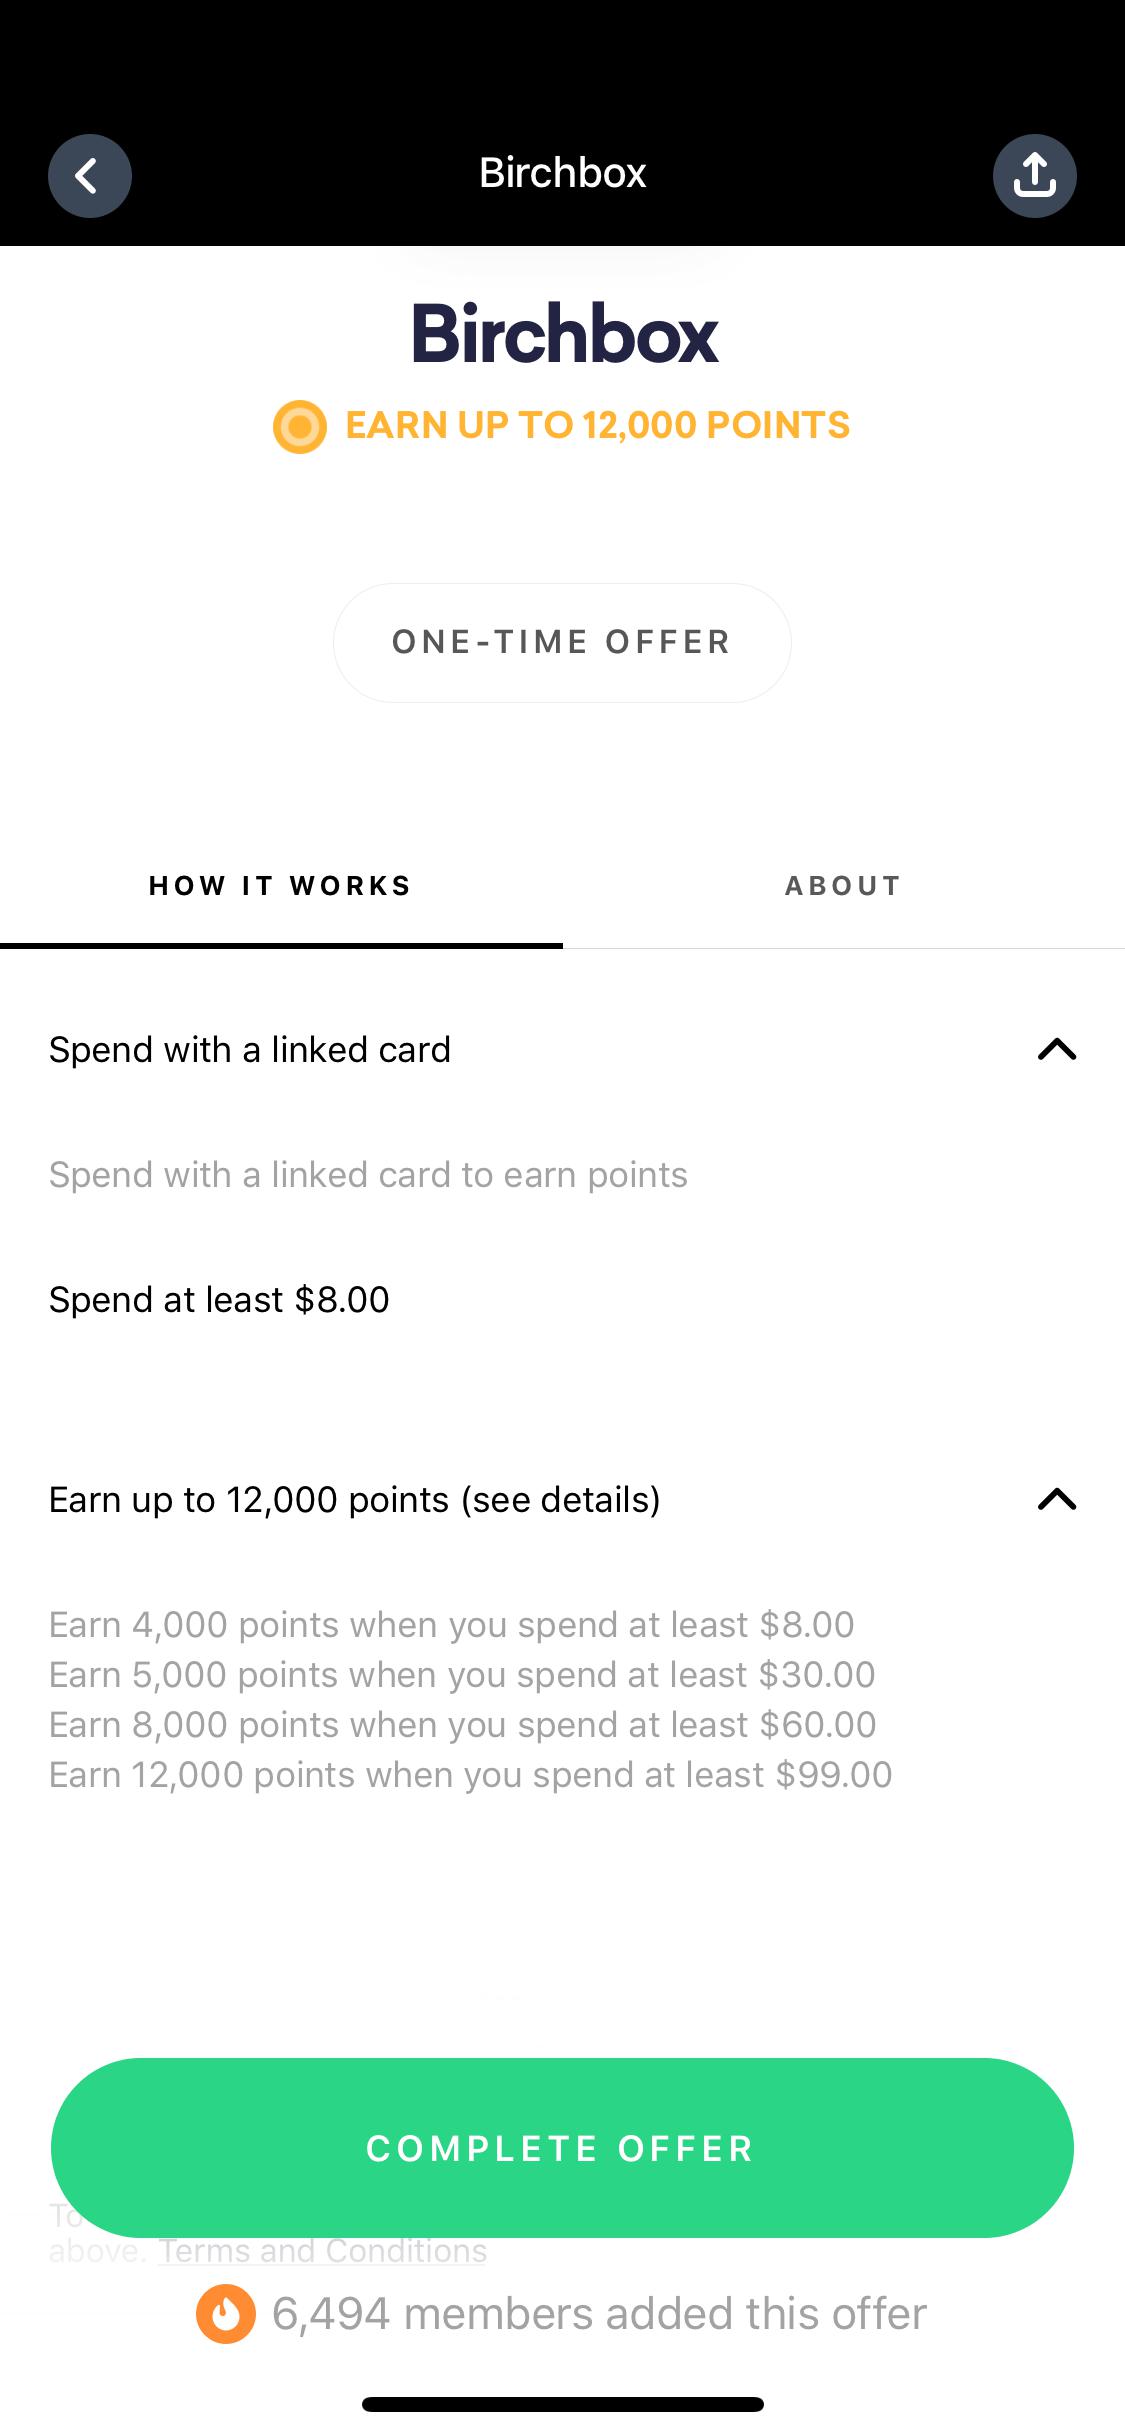 Birchbox
Birchbox
EARN UP TO 12,000 POINTS
ONE-TIME OFFER
HOW IT WORKS
ABOUT
Spend with a linked card
Spend with a linked card to earn points
Spend at least $8.00
Earn up to 12,000 points (see details)
Earn 4,000 points when you spend at least $8.00
Earn 5,000 points when you spend at least $30.00
Earn 8,000 points when you spend at least $60.00
Earn 12,000 points when you spend at least $99.00
COMPLETE OFFER
To
above. Terms and Conditions
6,494 members added this offer